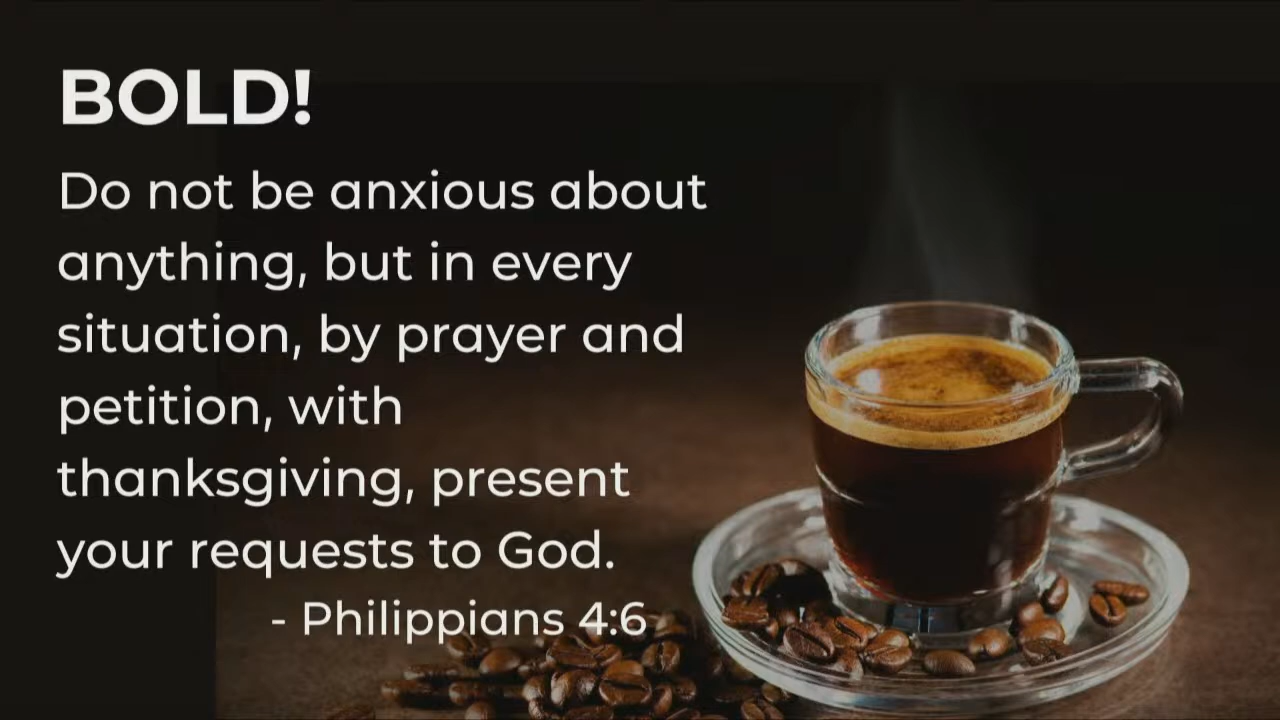 BOLD!
Do not be anxious about
anything, but in every
situation, by prayer and
petition, with
thanksgiving, present
your requests to God.
- Philippians 4:6